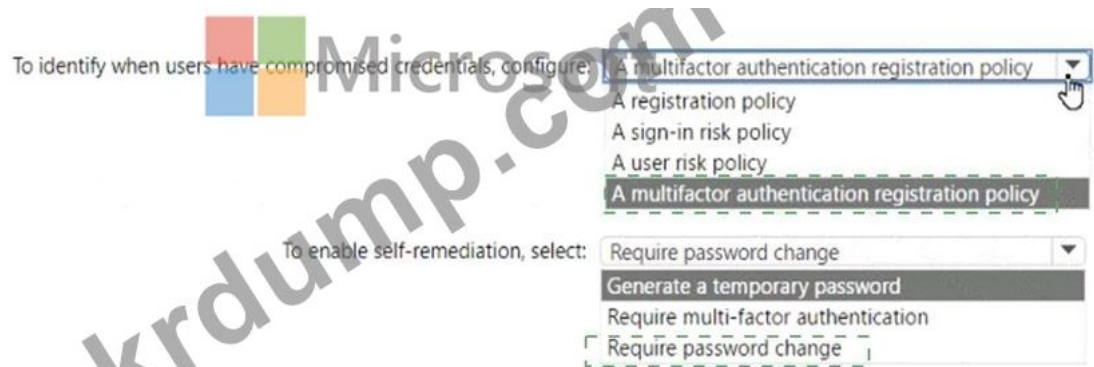 Microsoft
krdump.com
To identify when users have compromised credentials, configure: A multifactor authentication registration policy
A registration policy
A sign-in risk policy
A user risk policy
A multifactor authentication registration policy
To enable self-remediation, select: Require password change
Generate a temporary password
Require multi-factor authentication
Require password change